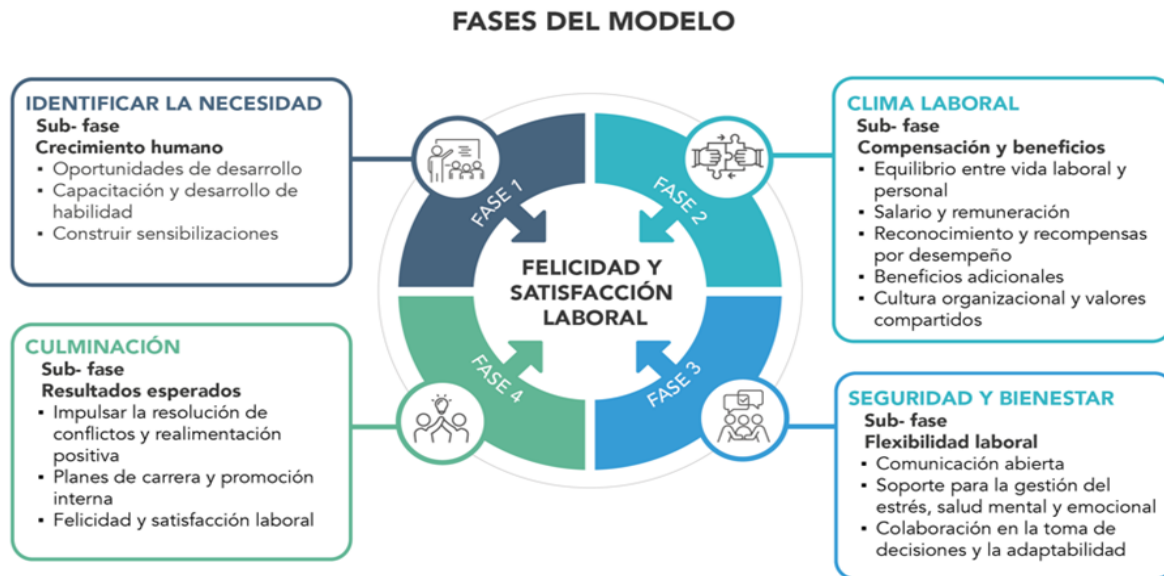 FASES DEL MODELO
IDENTIFICAR LA NECESIDAD
Sub- fase
Crecimiento humano
▪ Oportunidades de desarrollo
▪ Capacitación y desarrollo de
habilidad
▪ Construir sensibilizaciones
CLIMA LABORAL
Sub- fase
Compensación y beneficios
▪ Equilibrio entre vida laboral y
personal
▪ Salario y remuneración
▪ Reconocimiento y recompensas
por desempeño
▪ Beneficios adicionales
▪ Cultura organizacional y valores
compartidos
FASE 1
FASE 2
FELICIDAD Y
SATISFACCIÓN
LABORAL
FASE 4
FASE 3
CULMINACIÓN
Sub- fase
Resultados esperados
▪ Impulsar la resolución de
conflictos y realimentación
positiva
▪ Planes de carrera y promoción
interna
▪ Felicidad y satisfacción laboral
SEGURIDAD Y BIENESTAR
Sub- fase
Flexibilidad laboral
▪ Comunicación abierta
▪ Soporte para la gestión del
estrés, salud mental y emocional
▪ Colaboración en la toma de
decisiones y la adaptabilidad